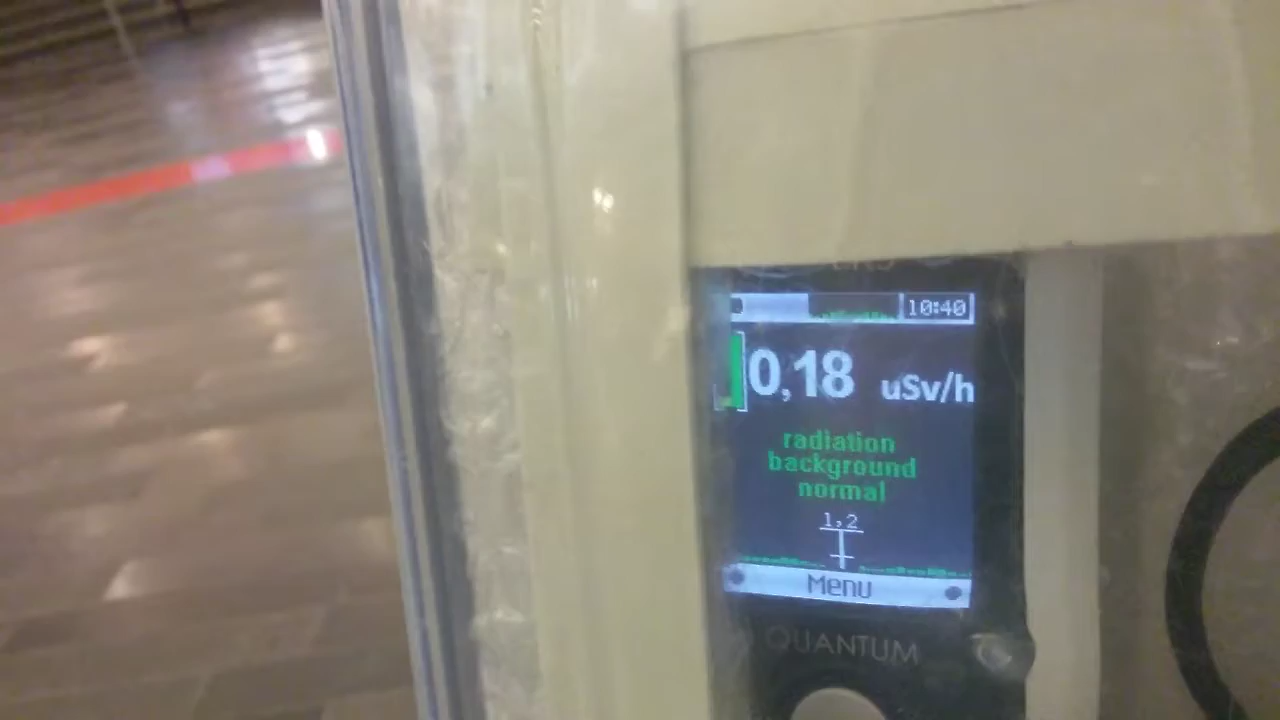 10:40
0,18 uSv/h
radiation
background
normal
1,2
Menu
QUANTUM